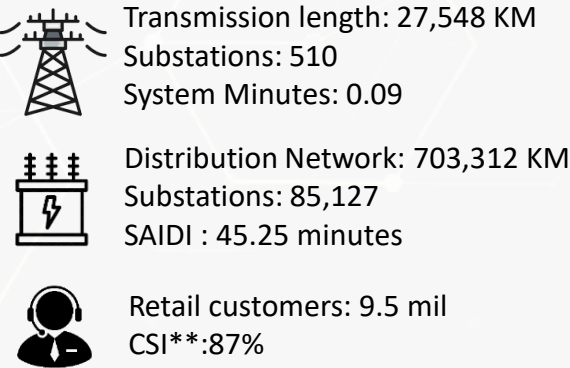 Transmission length: 27,548 KM
Substations: 510
System Minutes: 0.09
Distribution Network: 703,312 KM
Substations: 85,127
SAIDI : 45.25 minutes
Retail customers: 9.5 mil
CSI**:87%